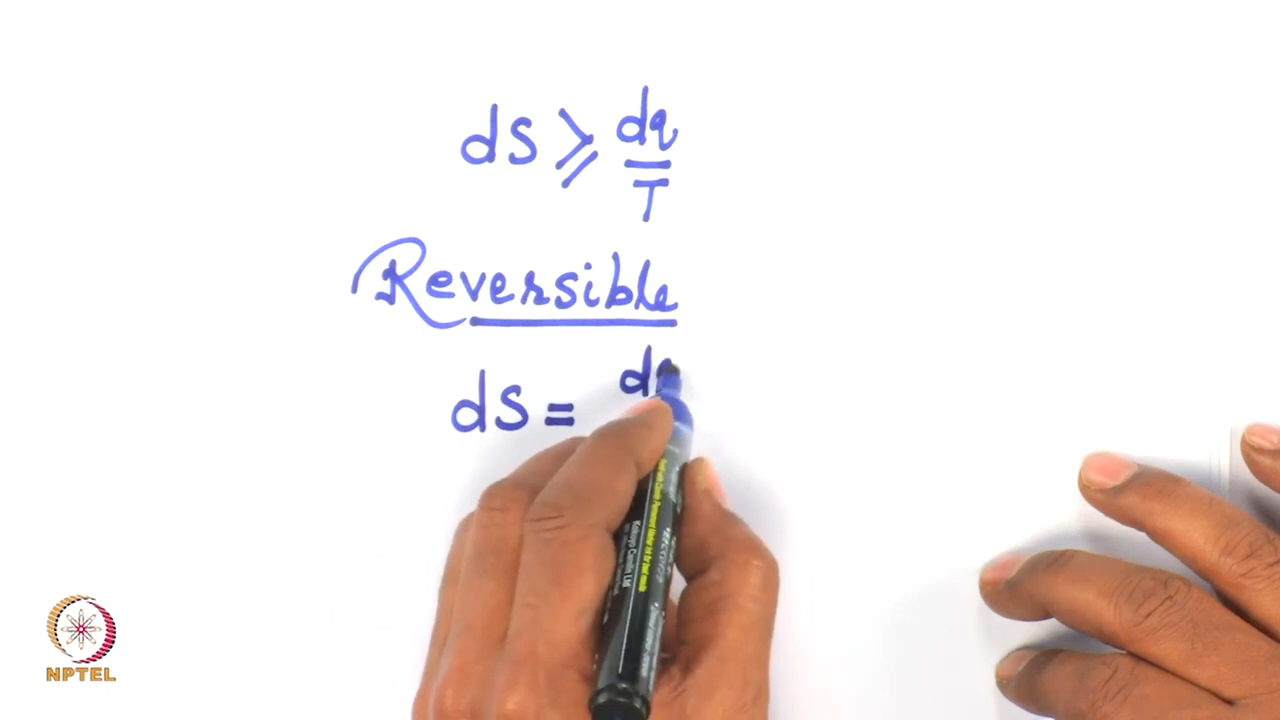 dS ⩾ dq/T
Reversible
dS = d
NPTEL